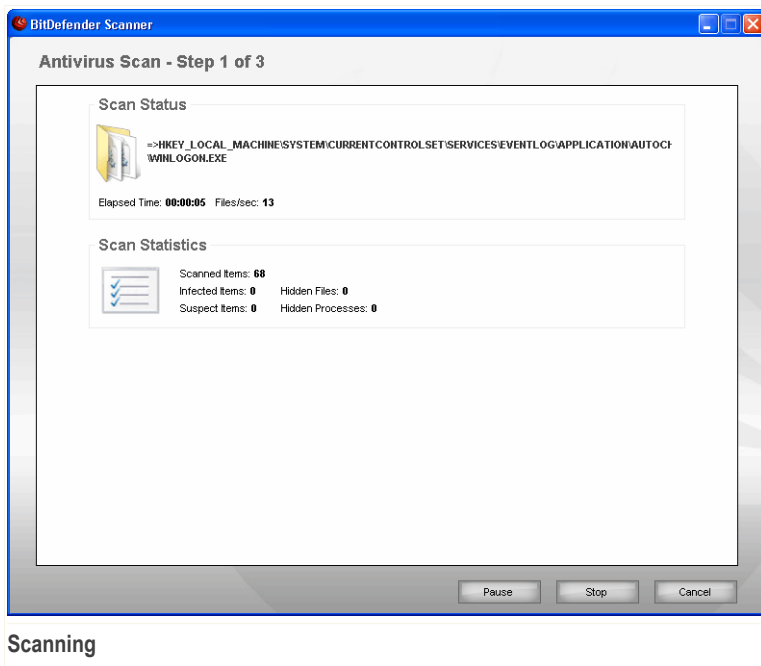 BitDefender Scanner
Antivirus Scan - Step 1 of 3
Scan Status
=>HKEY_LOCAL_MACHINE\SYSTEM\CURRENTCONTROLSET\SERVICES\EVENTLOG\APPLICATION\AUTOCH
\WINLOGON.EXE
Elapsed Time: 00:00:05 Files/sec: 13
Scan Statistics
Scanned Items: 68
Infected Items: 0 Hidden Files: 0
Suspect Items: 0 Hidden Processes: 0
Pause Stop Cancel
Scanning